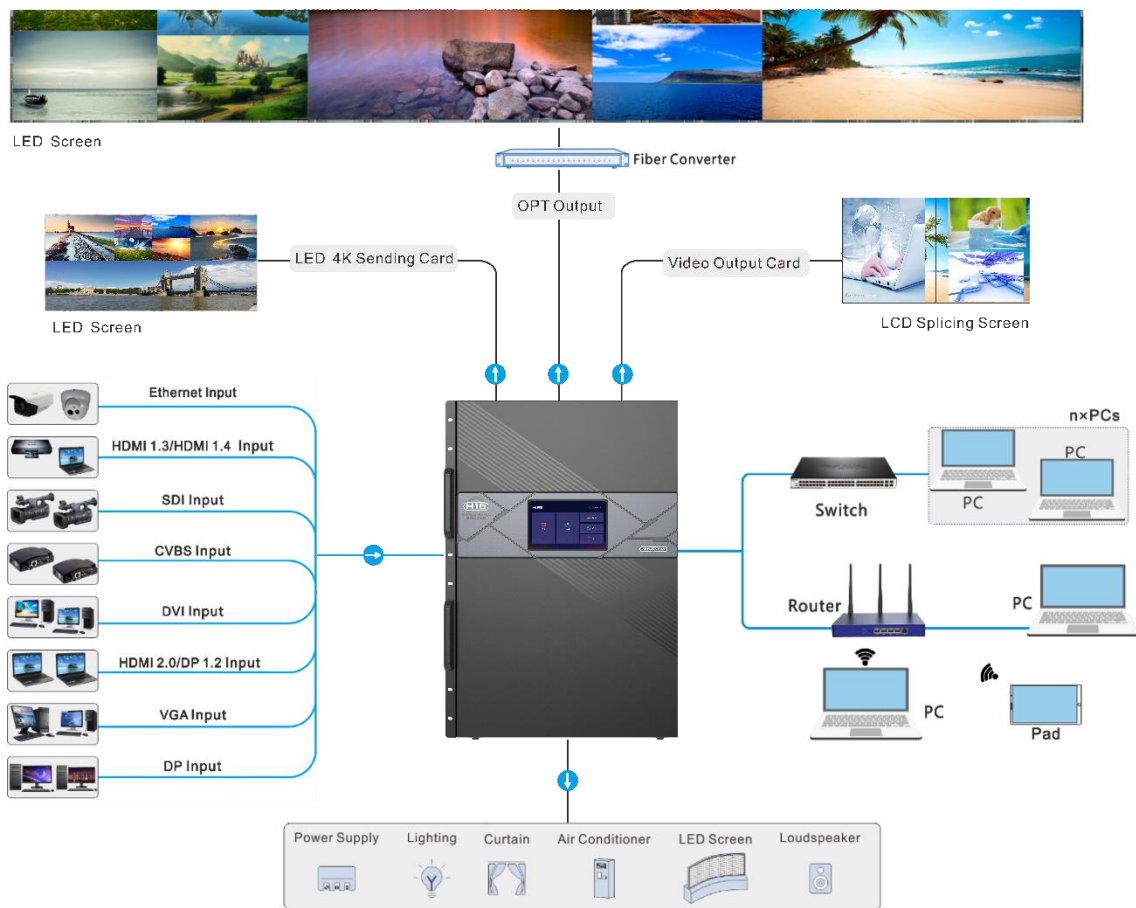 LED Screen
Fiber Converter
OPT Output
LED 4K Sending Card
Video Output Card
LED Screen
LCD Splicing Screen
Ethernet Input
HDMI 1.3/HDMI 1.4 Input
SDI Input
CVBS Input
DVI Input
HDMI 2.0/DP 1.2 Input
VGA Input
DP Input
H15
n×PCs
PC
PC
Switch
Router
PC
PC
Pad
Power Supply
Lighting
Curtain
Air Conditioner
LED Screen
Loudspeaker